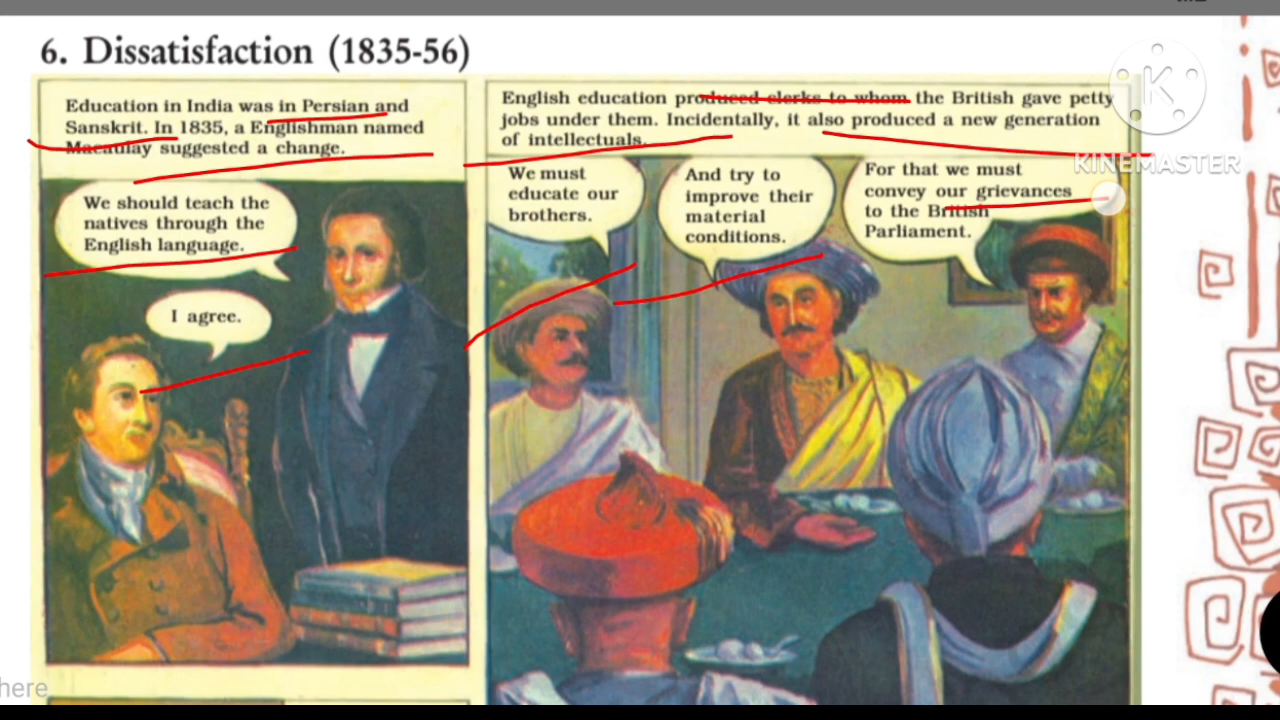 6. Dissatisfaction (1835-56)
Education in India was in Persian and
Sanskrit. In 1835, a Englishman named
Macaulay suggested a change.
We should teach the
natives through the
English language.
I agree.
English education produced clerks to whom the British gave petty
jobs under them. Incidentally, it also produced a new generation
of intellectuals.
We must
educate our
brothers.
And try to
improve their
material
conditions.
For that we must
convey our grievances
to the British
Parliament.
K
KINEMASTER
here